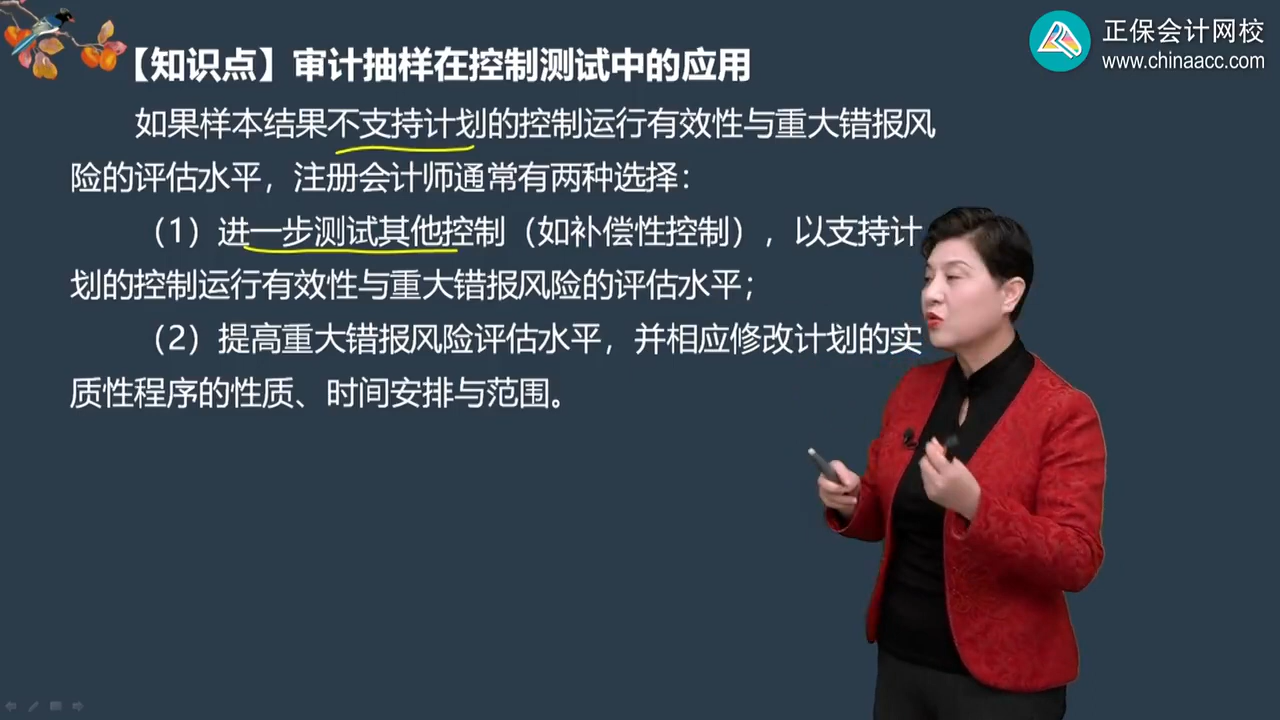 正保会计网校
www.chinaacc.com
【知识点】审计抽样在控制测试中的应用
如果样本结果不支持计划的控制运行有效性与重大错报风
险的评估水平，注册会计师通常有两种选择：
（1）进一步测试其他控制（如补偿性控制），以支持计
划的控制运行有效性与重大错报风险的评估水平；
（2）提高重大错报风险评估水平，并相应修改计划的实
质性程序的性质、时间安排与范围。